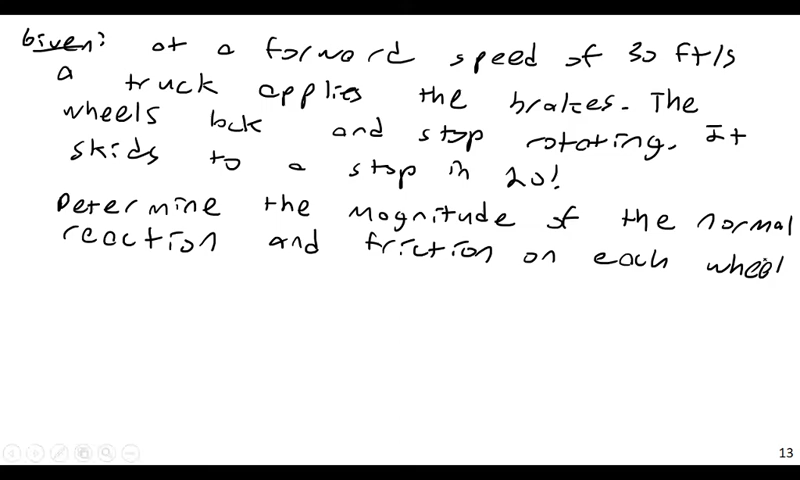 Given: at a forward speed of 30 ft/s
a truck applies the brakes. The
wheels lock and stop rotating. It
skids to a stop in 20!
Determine the magnitude of the normal
reaction and friction on each wheel
13